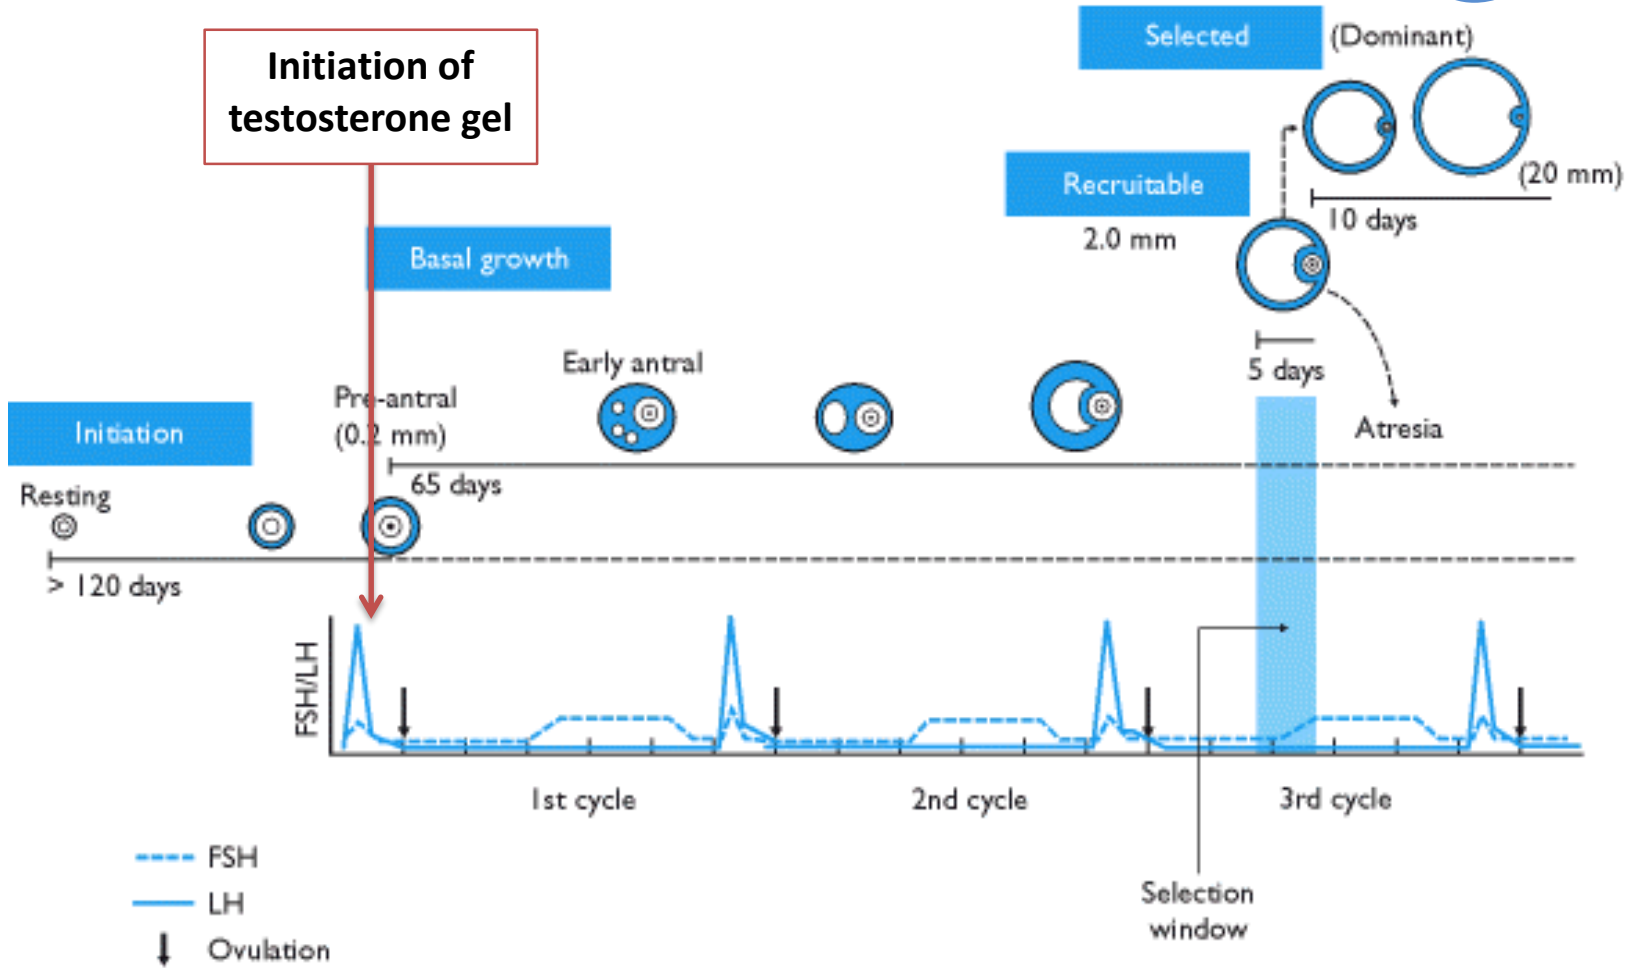 Selected
(Dominant)
Initiation of
testosterone gel
Recruitable
2.0 mm
(20 mm)
10 days
Basal growth
Early antral
5 days
Pre-antral
(0.2 mm)
Initiation
Atresia
65 days
Resting
> 120 days
FSH/LH
1st cycle
2nd cycle
3rd cycle
FSH
LH
Ovulation
Selection
window